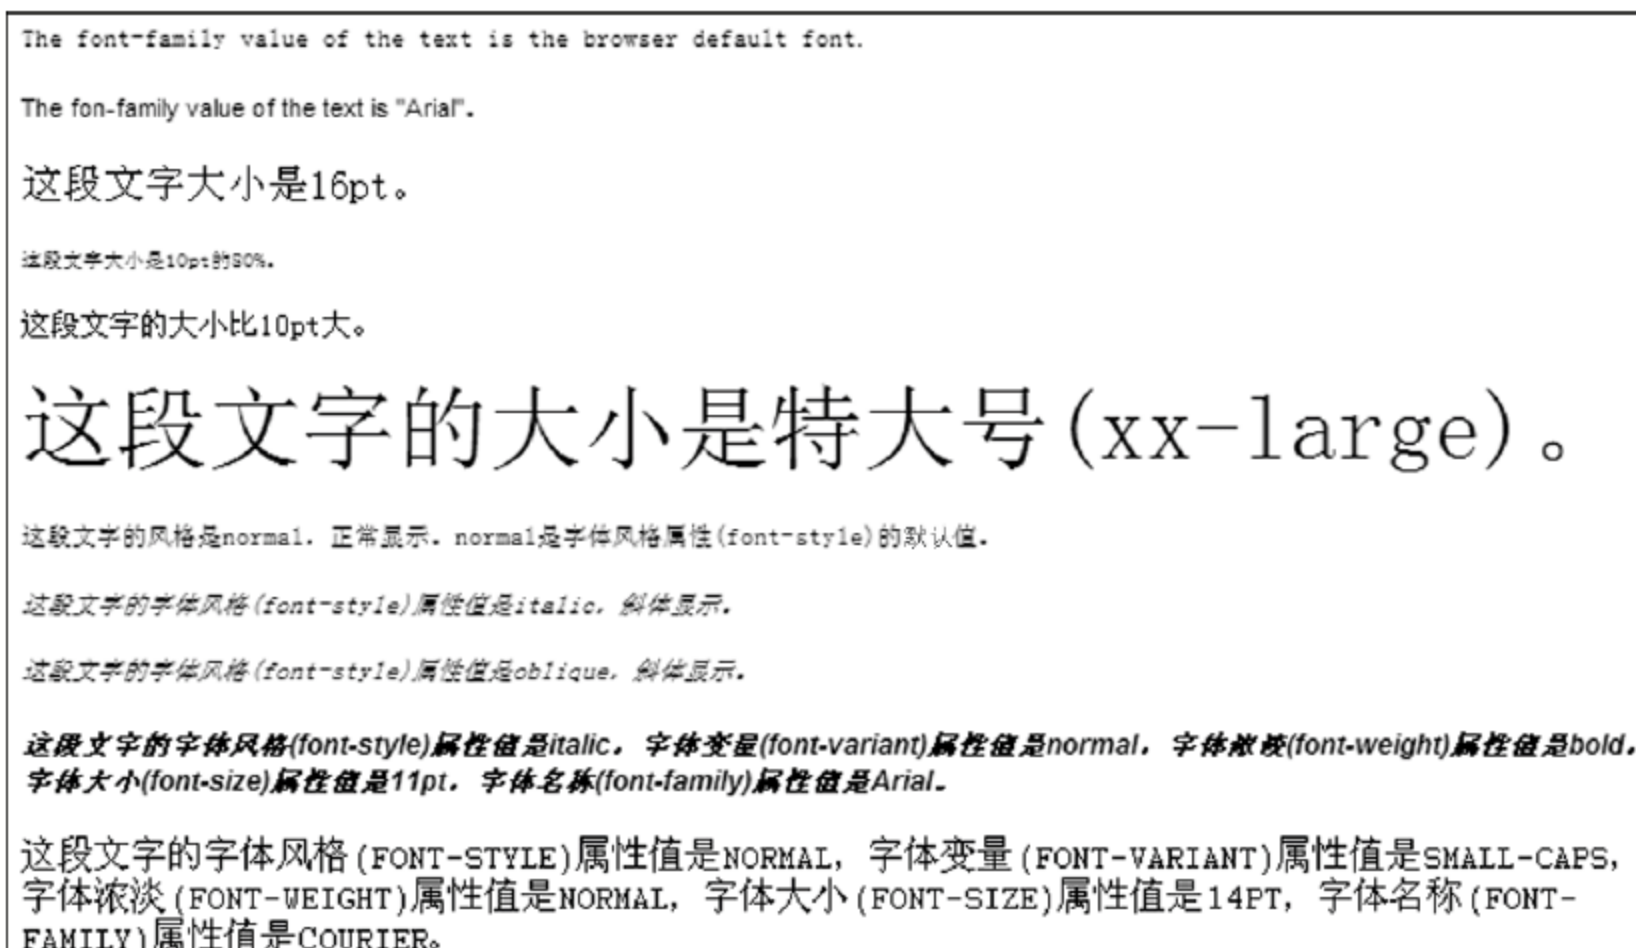 The font-family value of the text is the browser default font.
The fon-family value of the text is "Arial".
这段文字大小是16pt。
这段文字大小是10pt的80%。
这段文字的大小比10pt大。
这段文字的大小是特大号(xx-large)。
这段文字的风格是normal，正常显示。normal是字体风格属性(font-style)的默认值。
这段文字的字体风格(font-style)属性值是italic，斜体显示。
这段文字的字体风格(font-style)属性值是oblique，斜体显示。
这段文字的字体风格(font-style)属性值是italic，字体变量(font-variant)属性值是normal，字体浓淡(font-weight)属性值是bold，
字体大小(font-size)属性值是11pt，字体名称(font-family)属性值是Arial。
这段文字的字体风格(FONT-STYLE)属性值是NORMAL，字体变量(FONT-VARIANT)属性值是SMALL-CAPS，
字体浓淡(FONT-WEIGHT)属性值是NORMAL，字体大小(FONT-SIZE)属性值是14PT，字体名称(FONT-
FAMILY)属性值是COURIER。